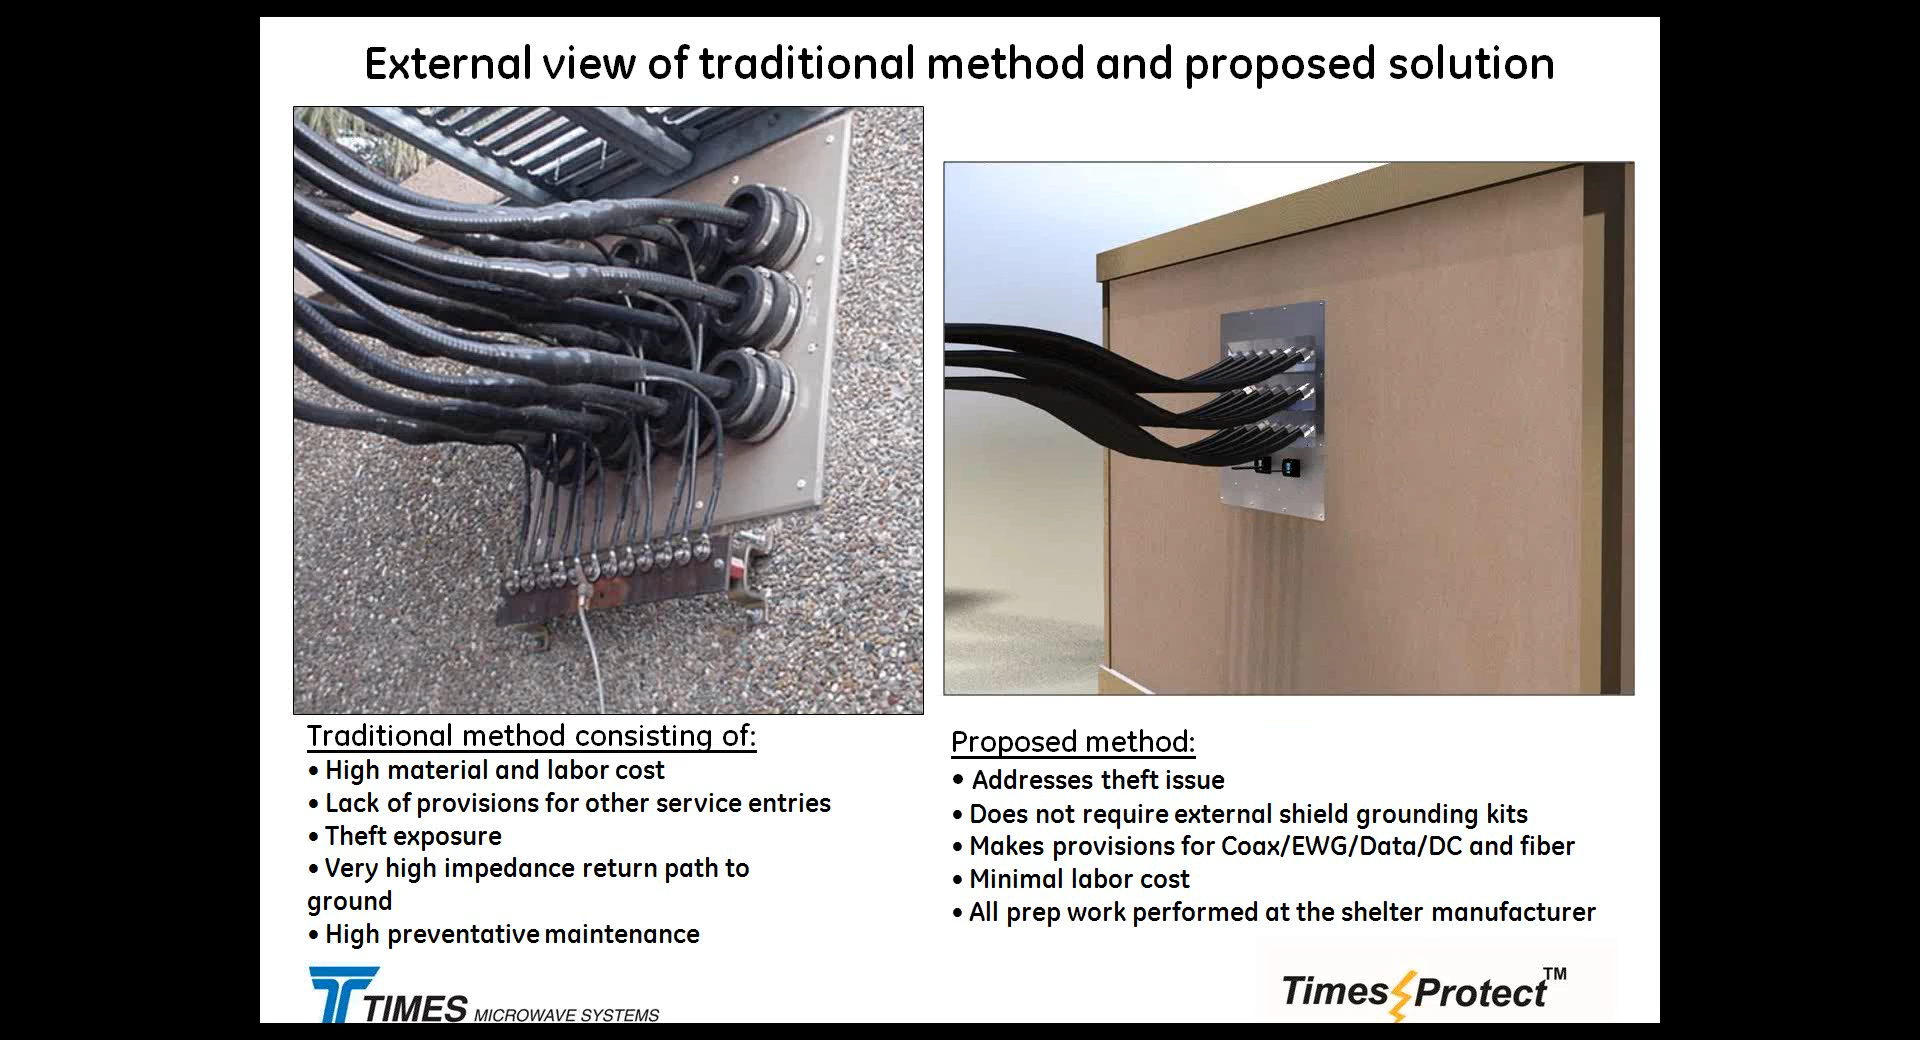 External view of traditional method and proposed solution
Traditional method consisting of:
• High material and labor cost
• Lack of provisions for other service entries
• Theft exposure
• Very high impedance return path to
ground
• High preventative maintenance
Proposed method:
• Addresses theft issue
• Does not require external shield grounding kits
• Makes provisions for Coax/EWG/Data/DC and fiber
• Minimal labor cost
• All prep work performed at the shelter manufacturer
TIMES MICROWAVE SYSTEMS
Times Protect™